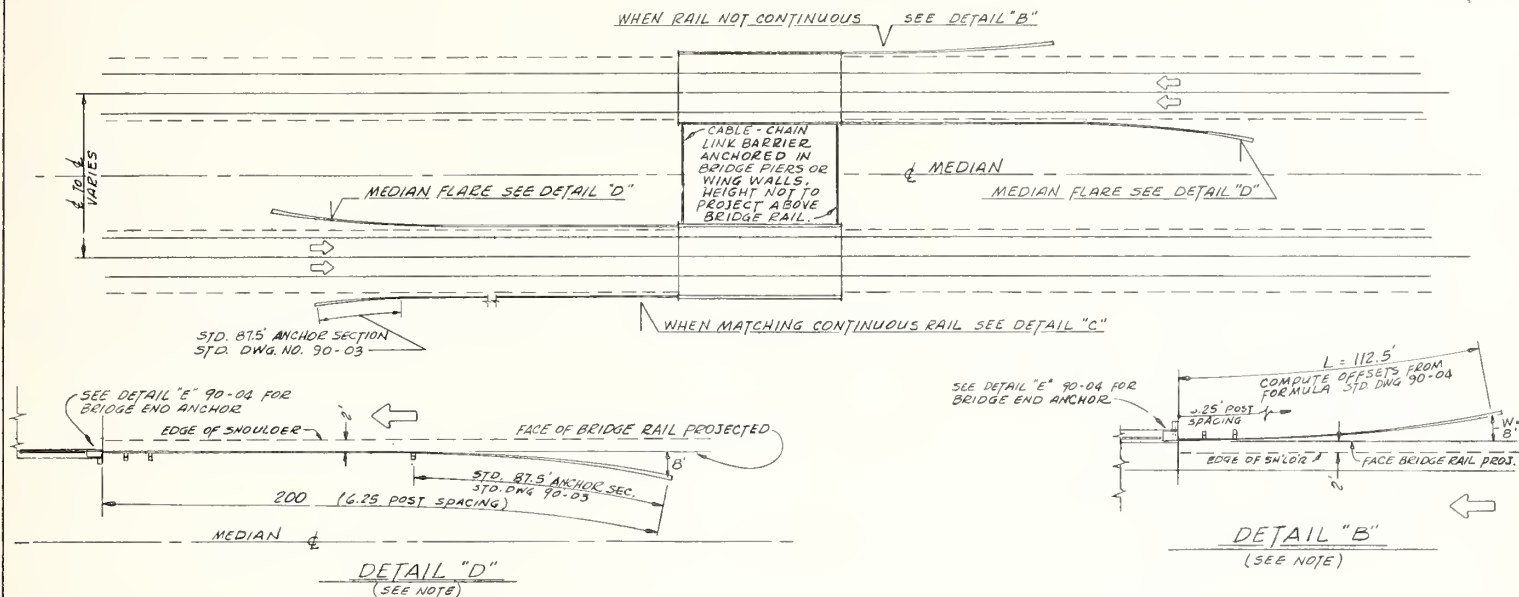 WHEN RAIL NOT CONTINUOUS
SEE DETAIL "B"
CABLE - CHAIN
LINK BARRIER
ANCHORED IN
BRIDGE PIERS OR
WING WALLS,
HEIGHT NOT TO
PROJECT ABOVE
BRIDGE RAIL.
℄ TO ℄
VARIES
MEDIAN FLARE SEE DETAIL "D"
℄ MEDIAN
MEDIAN FLARE SEE DETAIL "D"
STD. 87.5' ANCHOR SECTION
STD. DWG. NO. 90-03
WHEN MATCHING CONTINUOUS RAIL SEE DETAIL "C"
SEE DETAIL "E" 90-04 FOR
BRIDGE END ANCHOR
EDGE OF SHOULDER
2'
FACE OF BRIDGE RAIL PROJECTED
8'
STD. 87.5' ANCHOR SEC.
STD. DWG 90-03
200 (6.25 POST SPACING)
MEDIAN ℄
DETAIL "D"
(SEE NOTE)
SEE DETAIL "E" 90-04 FOR
BRIDGE END ANCHOR
L = 112.5'
COMPUTE OFFSETS FROM
FORMULA STD. DWG 90-04
POST
SPACING
W=
8'
EDGE OF SH'LD'R
2'
FACE BRIDGE RAIL PROJ.
DETAIL "B"
(SEE NOTE)